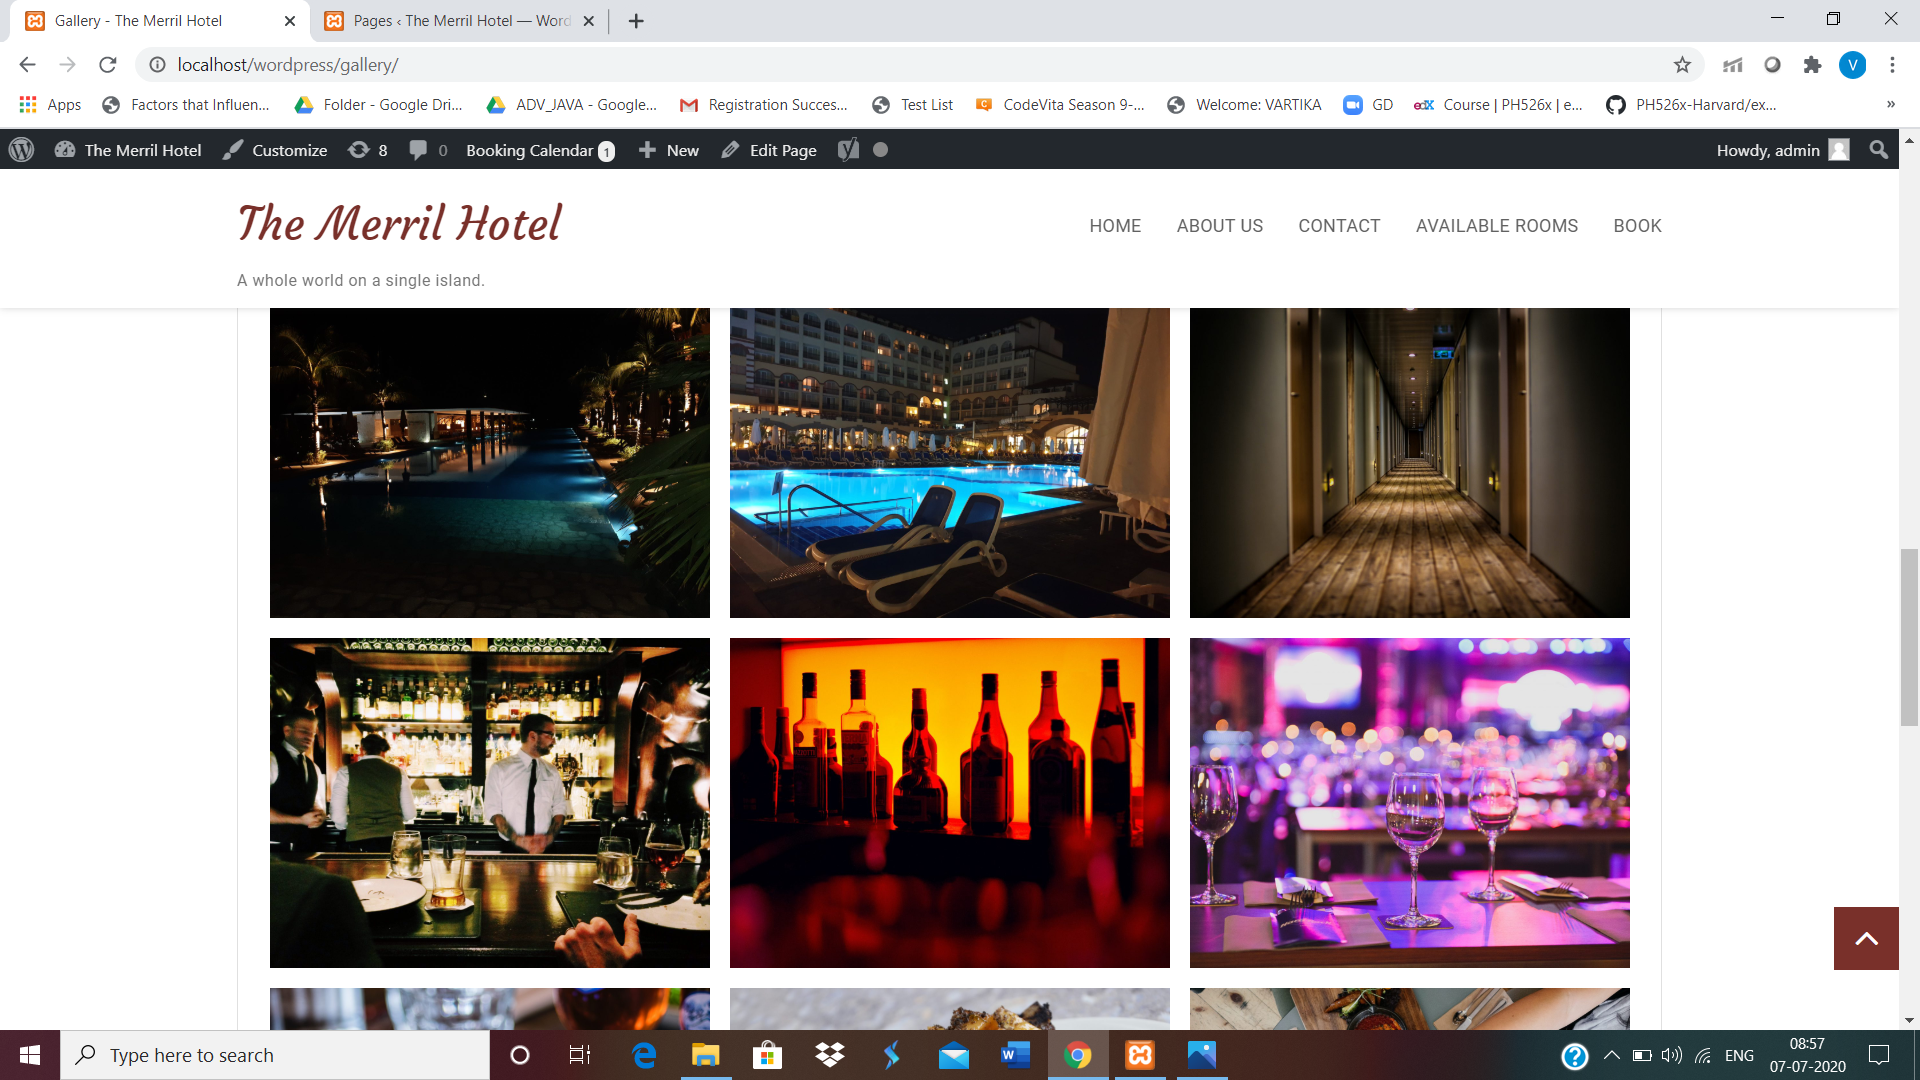 Gallery - The Merril Hotel
Pages ‹ The Merril Hotel — Word
localhost/wordpress/gallery/
V
Apps
Factors that Influen...
Folder - Google Dri...
ADV_JAVA - Google...
Registration Succes...
Test List
CodeVita Season 9-...
Welcome: VARTIKA
GD
edX
Course | PH526x | e...
PH526x-Harvard/ex...
»
The Merril Hotel
Customize
8
0
Booking Calendar 1
New
Edit Page
Howdy, admin
The Merril Hotel
HOME
ABOUT US
CONTACT
AVAILABLE ROOMS
BOOK
A whole world on a single island.
Type here to search
ENG
08:57
07-07-2020